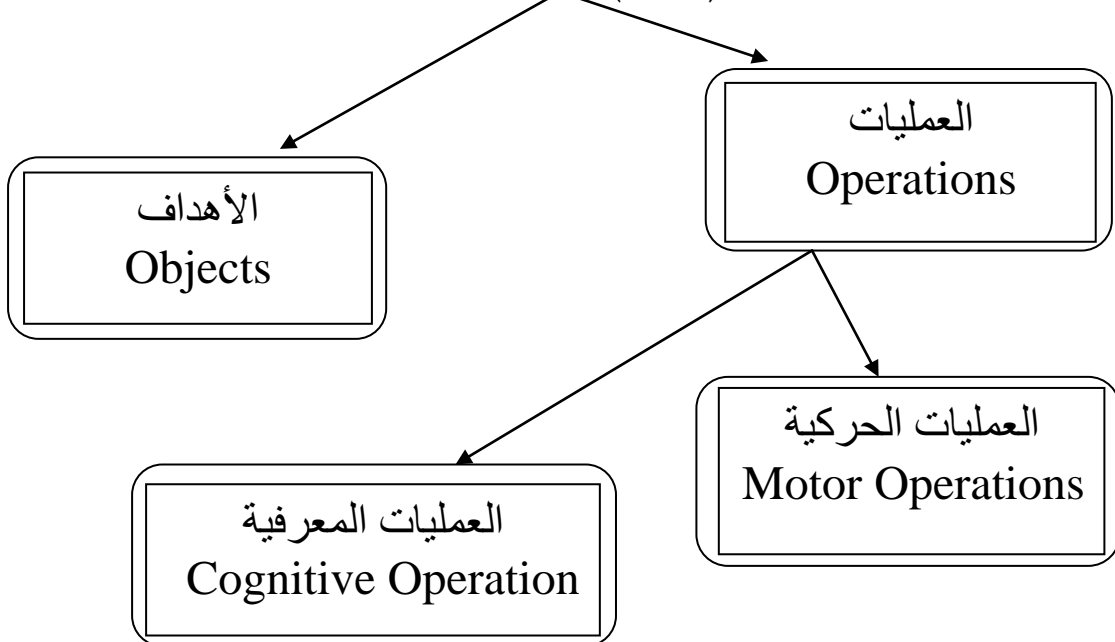 العمليات
Operations
الأهداف
Objects
العمليات الحركية
Motor Operations
العمليات المعرفية
Cognitive Operation